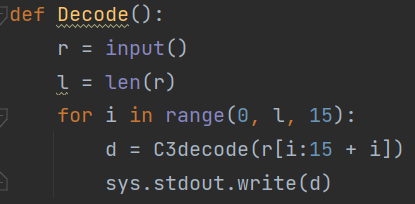 def Decode():
    r = input()
    l = len(r)
    for i in range(0, l, 15):
        d = C3decode(r[i:15 + i])
        sys.stdout.write(d)